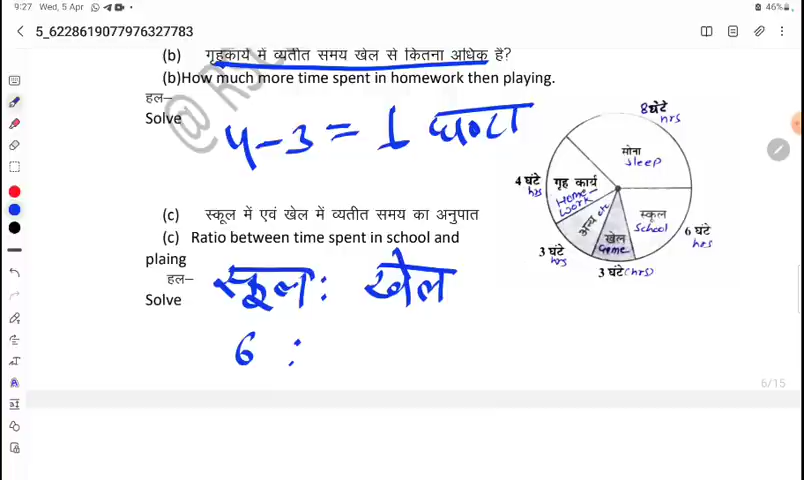 9:27 Wed, 5 Apr
46%
5_6228619077976327783
(b) गृहकार्य में व्यतीत समय खेल से कितना अधिक है?
(b)How much more time spent in homework then playing.
हल–
Solve
4 – 3 = 1 घण्टा
(c) स्कूल में एवं खेल में व्यतीत समय का अनुपात
(c) Ratio between time spent in school and
plaing
हल–
Solve
स्कूल : खेल
6 :
8 घंटे
hrs
सोना
Sleep
4 घंटे
hrs
गृह कार्य
Home-
Work
अन्य
स्कूल
School
6 घंटे
hrs
खेल
Game
3 घंटे
hrs
3 घंटे (hrs)
6/15